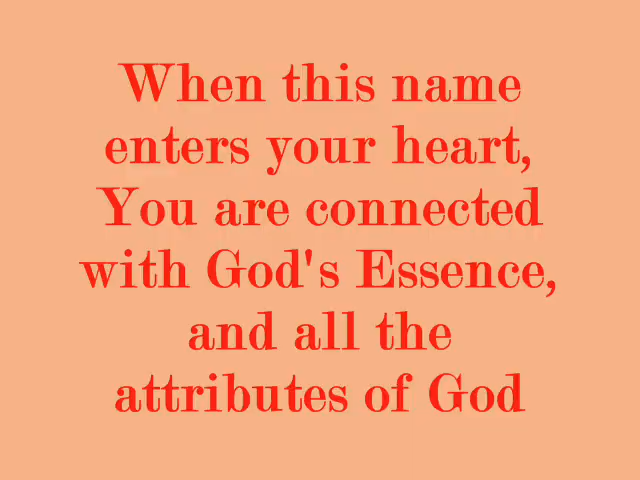 When this name
enters your heart,
You are connected
with God's Essence,
and all the
attributes of God